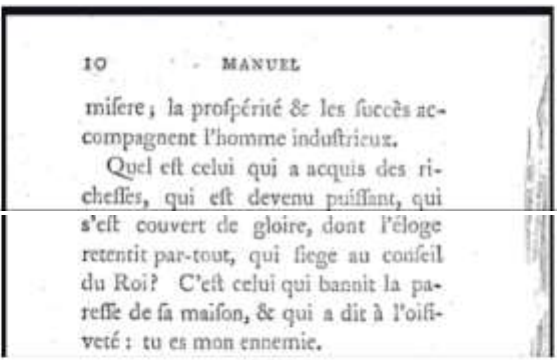 10 MANUEL
miſere ; la proſpérité & les ſuccès ac-
compagnent l'homme induſtrieux.
Quel eſt celui qui a acquis des ri-
cheſſes, qui eſt devenu puiſſant, qui
s'eſt couvert de gloire, dont l'éloge
retentit par-tout, qui ſiege au conſeil
du Roi? C'eſt celui qui bannit la pa-
reſſe de ſa maiſon, & qui a dit à l'oiſi-
veté : tu es mon ennemie.